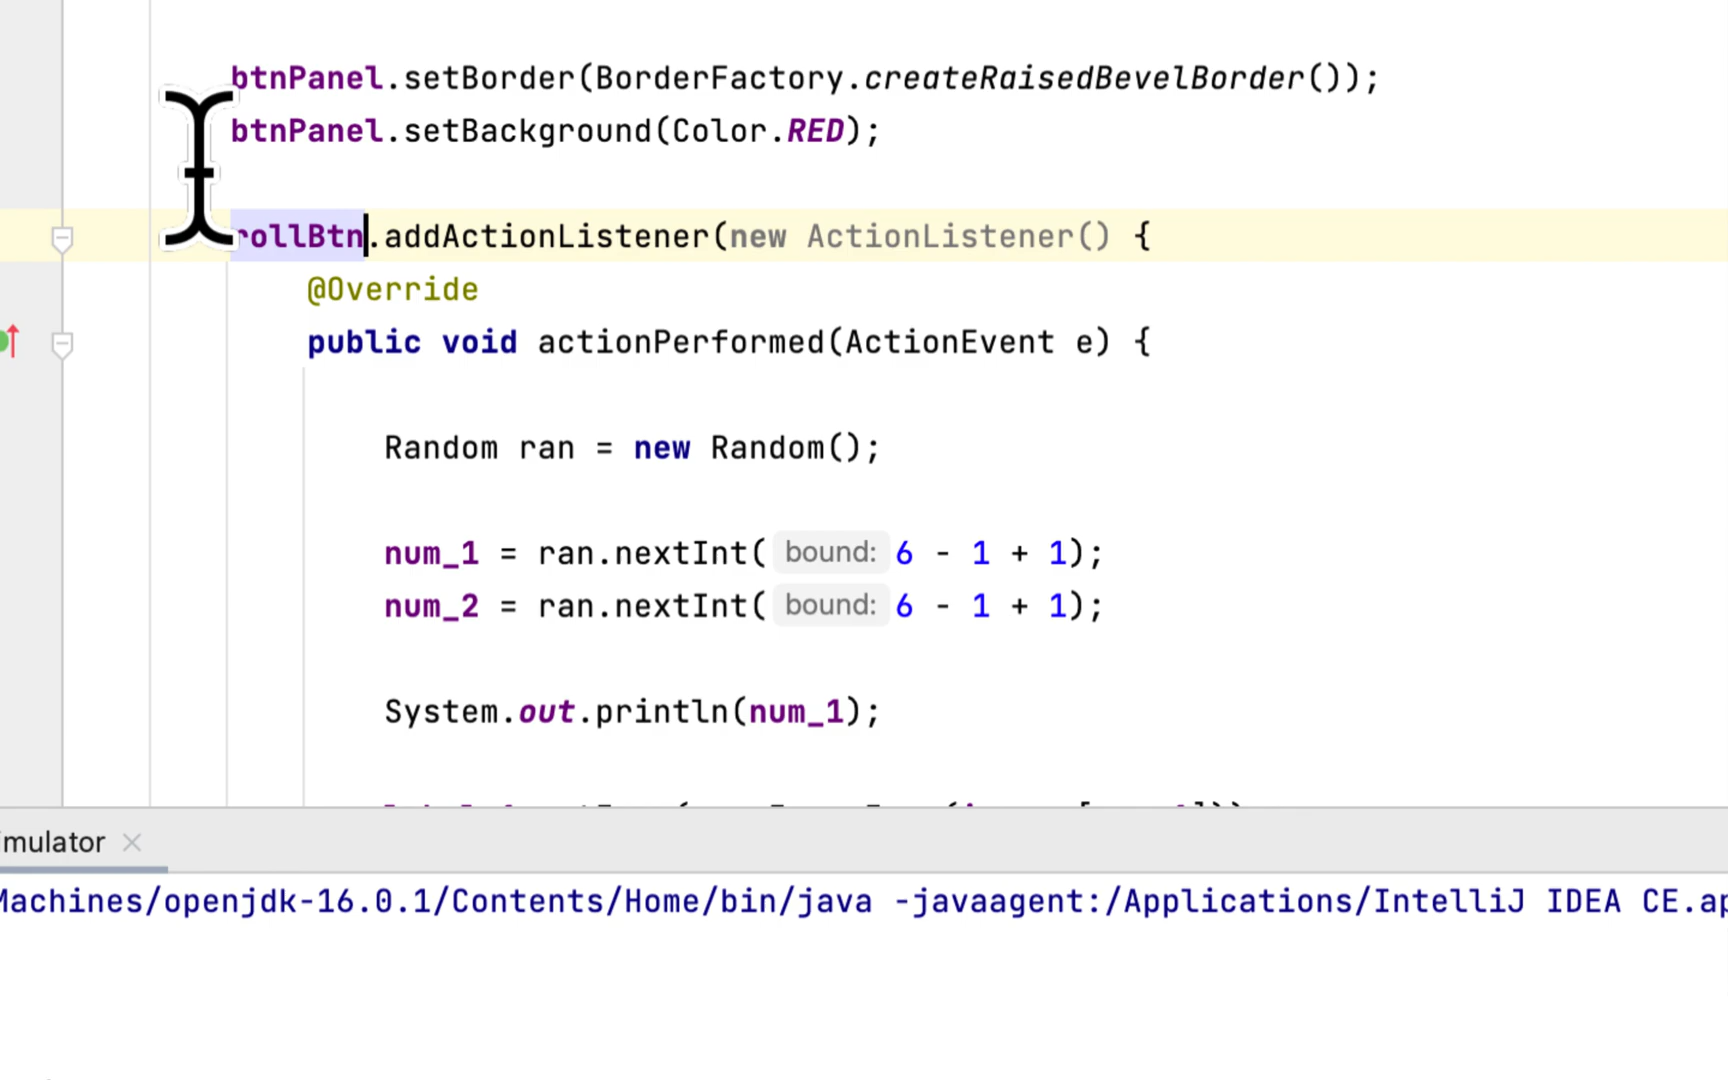 btnPanel.setBorder(BorderFactory.createRaisedBevelBorder());
btnPanel.setBackground(Color.RED);
rollBtn.addActionListener(new ActionListener() {
@Override
public void actionPerformed(ActionEvent e) {
Random ran = new Random();
num_1 = ran.nextInt( bound: 6 - 1 + 1);
num_2 = ran.nextInt( bound: 6 - 1 + 1);
System.out.println(num_1);
mulator
Machines/openjdk-16.0.1/Contents/Home/bin/java -javaagent:/Applications/IntelliJ IDEA CE.ap